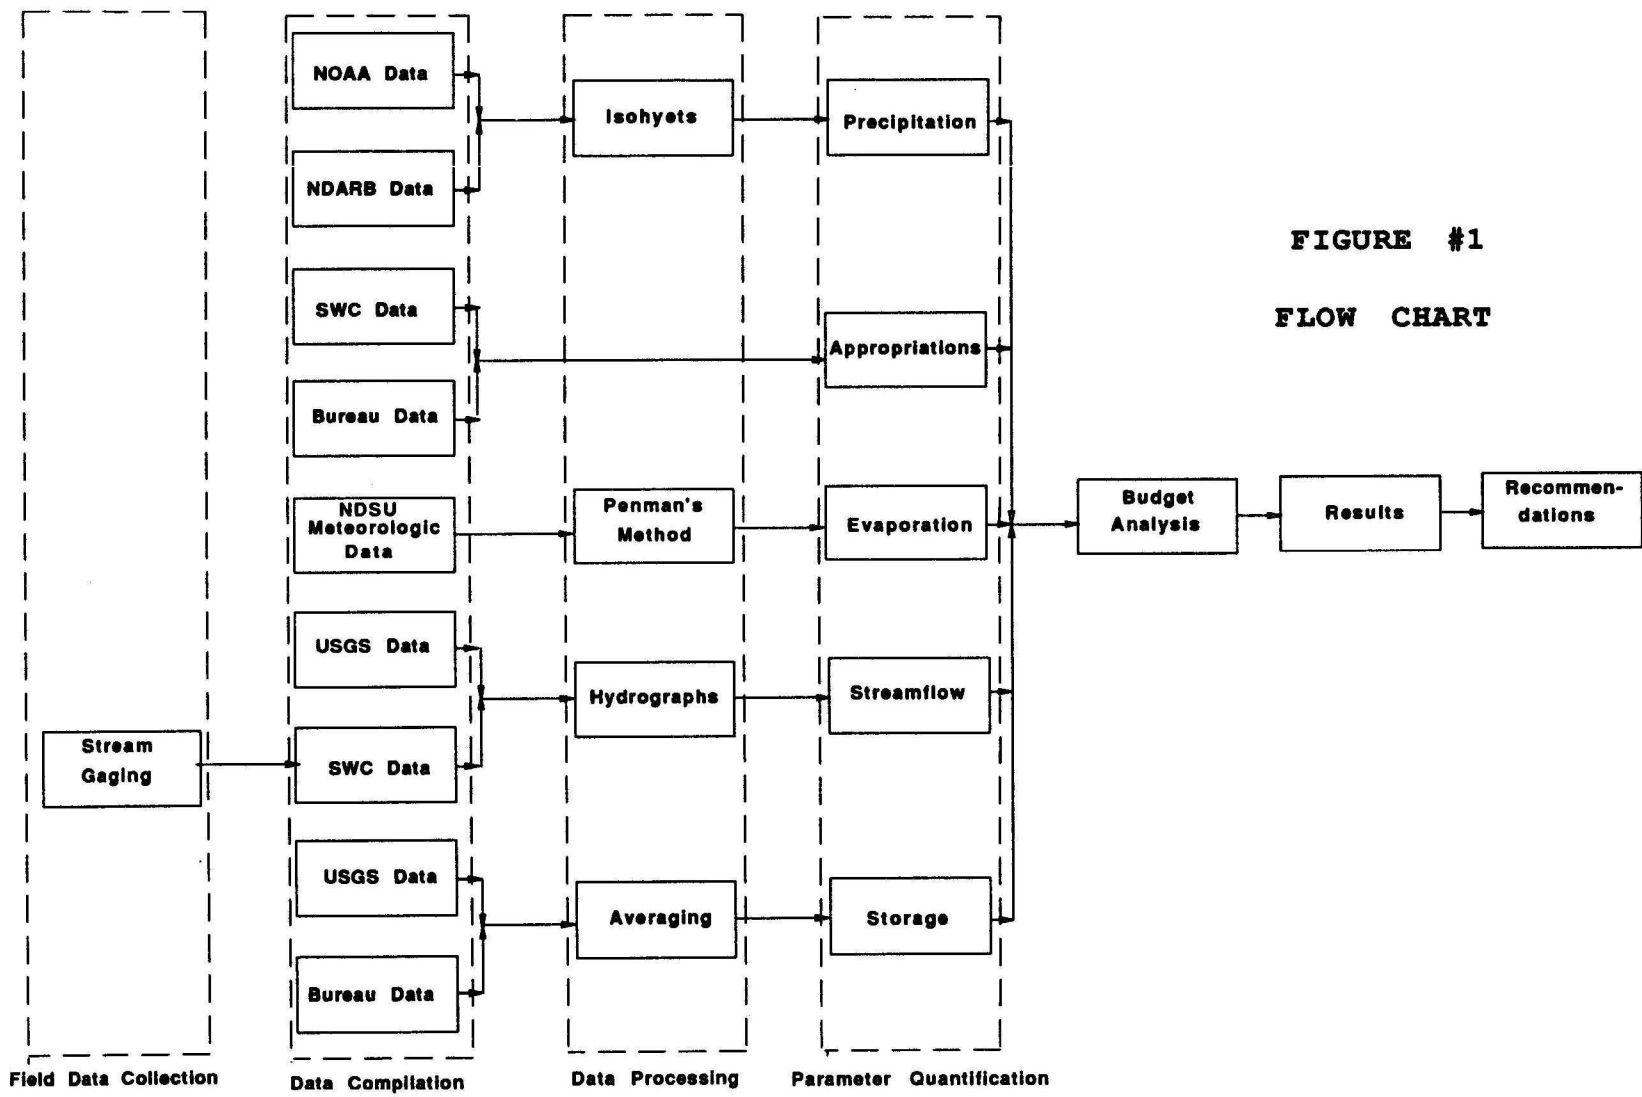 NOAA Data
NDARB Data
SWC Data
Bureau Data
NDSU
Meteorologic
Data
USGS Data
Stream
Gaging
SWC Data
USGS Data
Bureau Data
Isohyets
Penman's
Method
Hydrographs
Averaging
Precipitation
Appropriations
Evaporation
Streamflow
Storage
Budget
Analysis
Results
Recommen-
dations
FIGURE #1
FLOW CHART
Field Data Collection
Data Compilation
Data Processing
Parameter Quantification